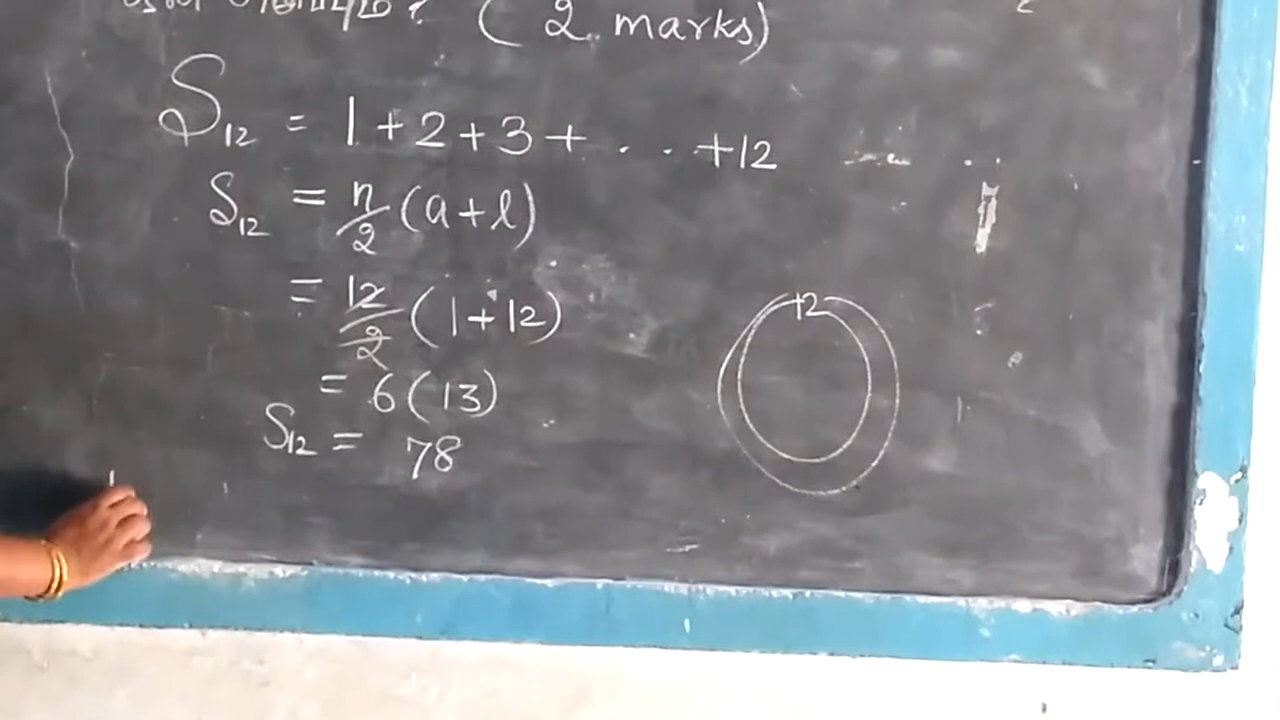 ? ( 2 marks)
S₁₂ = 1+2+3+ . . . +12
S₁₂ = n/2 (a+l)
= 12/2 (1+12)
12
= 6(13)
S₁₂ = 78